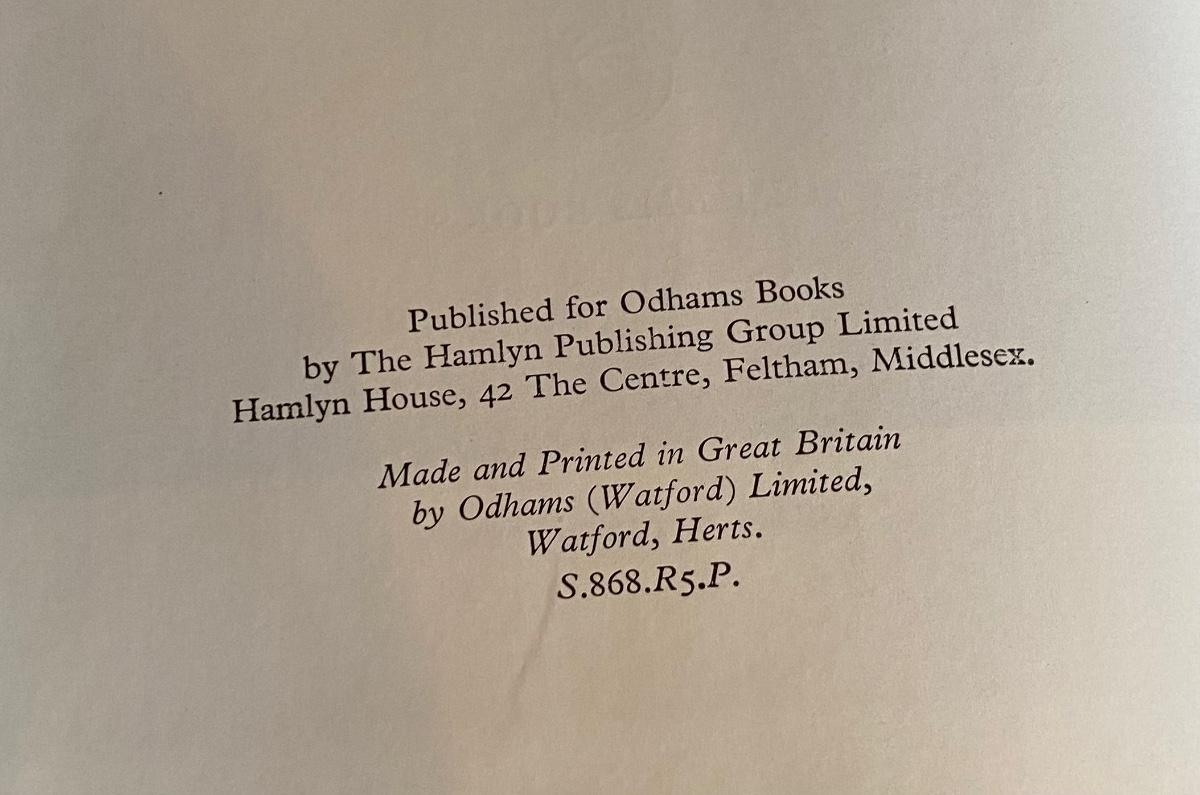 Published for Odhams Books
by The Hamlyn Publishing Group Limited
Hamlyn House, 42 The Centre, Feltham, Middlesex.
Made and Printed in Great Britain
by Odhams (Watford) Limited,
Watford, Herts.
S.868.R5.P.